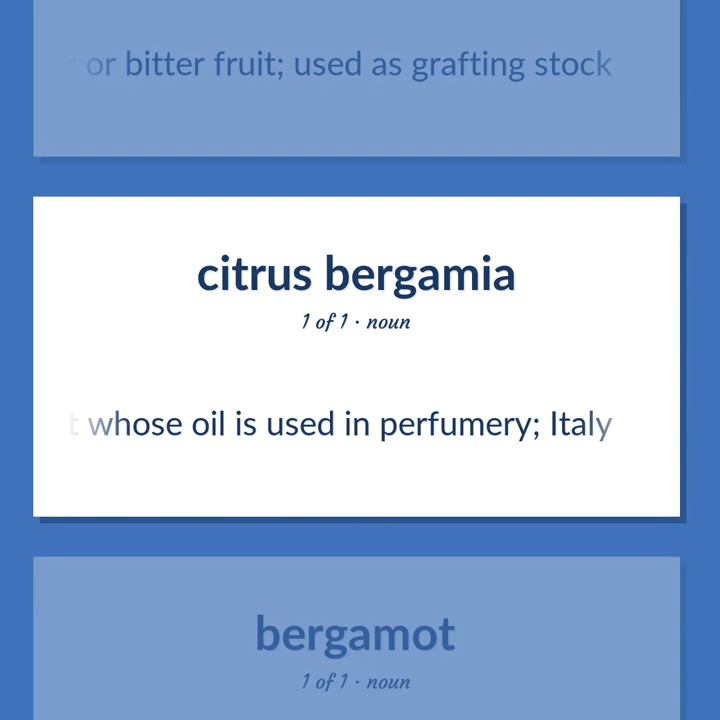 or bitter fruit; used as grafting stock
citrus bergamia
1 of 1 · noun
whose oil is used in perfumery; Italy
bergamot
1 of 1 · noun